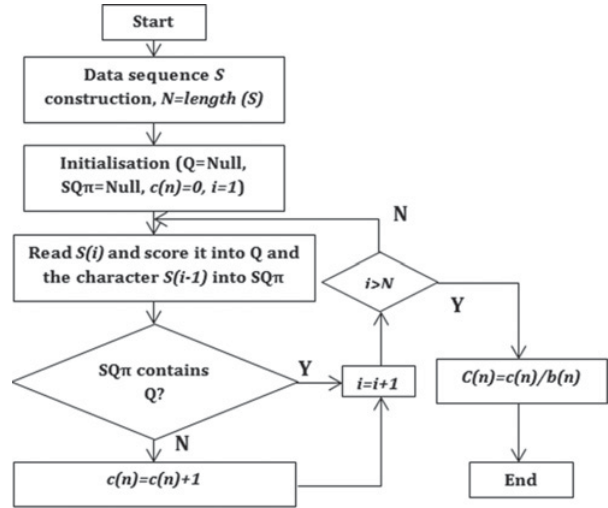 Start
Data sequence S
construction, N=length (S)
Initialisation (Q=Null,
SQπ=Null, c(n)=0, i=1)
N
Read S(i) and score it into Q and
the character S(i-1) into SQπ
i>N
Y
SQπ contains
Q?
Y
i=i+1
C(n)=c(n)/b(n)
N
c(n)=c(n)+1
End